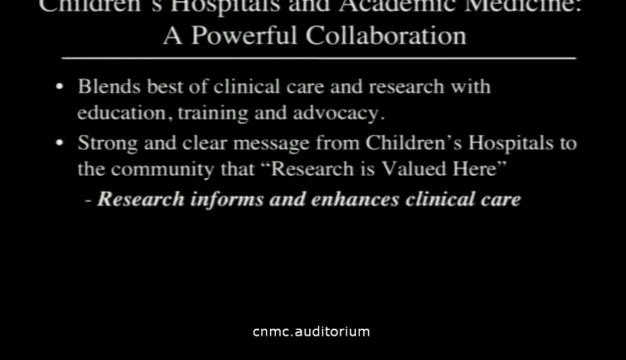 Children's Hospitals and Academic Medicine:
A Powerful Collaboration
• Blends best of clinical care and research with
education, training and advocacy.
• Strong and clear message from Children's Hospitals to
the community that “Research is Valued Here”
- Research informs and enhances clinical care
cnmc.auditorium